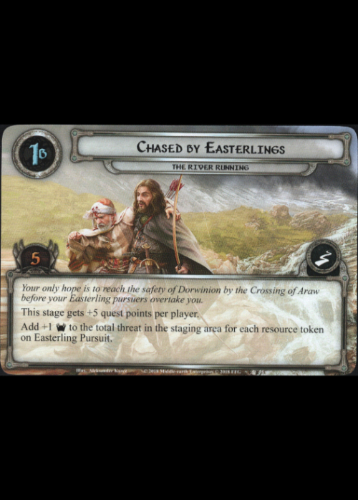 1B
CHASED BY EASTERLINGS
THE RIVER RUNNING
5
Your only hope is to reach the safety of Dorwinion by the Crossing of Araw
before your Easterling pursuers overtake you.
This stage gets +5 quest points per player.
Add +1 to the total threat in the staging area for each resource token
on Easterling Pursuit.